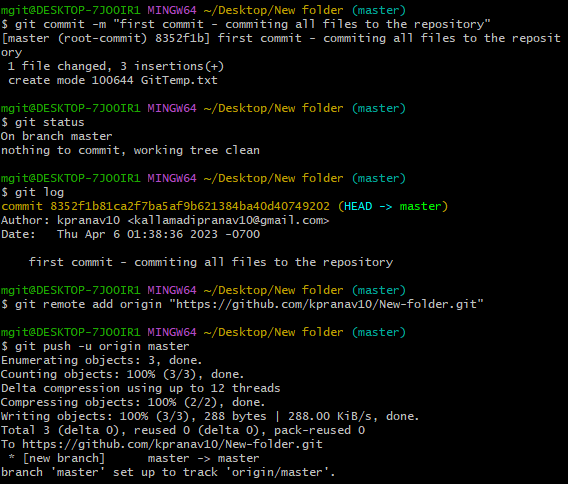 mgit@DESKTOP-7JOOIR1 MINGW64 ~/Desktop/New folder (master)
$ git commit -m "first commit - commiting all files to the repository"
[master (root-commit) 8352f1b] first commit - commiting all files to the reposit
ory
 1 file changed, 3 insertions(+)
 create mode 100644 GitTemp.txt
mgit@DESKTOP-7JOOIR1 MINGW64 ~/Desktop/New folder (master)
$ git status
On branch master
nothing to commit, working tree clean
mgit@DESKTOP-7JOOIR1 MINGW64 ~/Desktop/New folder (master)
$ git log
commit 8352f1b81ca2f7ba5af9b621384ba40d40749202 (HEAD -> master)
Author: kpranav10 <kallamadipranav10@gmail.com>
Date:   Thu Apr 6 01:38:36 2023 -0700
    first commit - commiting all files to the repository
mgit@DESKTOP-7JOOIR1 MINGW64 ~/Desktop/New folder (master)
$ git remote add origin "https://github.com/kpranav10/New-folder.git"
mgit@DESKTOP-7JOOIR1 MINGW64 ~/Desktop/New folder (master)
$ git push -u origin master
Enumerating objects: 3, done.
Counting objects: 100% (3/3), done.
Delta compression using up to 12 threads
Compressing objects: 100% (2/2), done.
Writing objects: 100% (3/3), 288 bytes | 288.00 KiB/s, done.
Total 3 (delta 0), reused 0 (delta 0), pack-reused 0
To https://github.com/kpranav10/New-folder.git
 * [new branch]      master -> master
branch 'master' set up to track 'origin/master'.